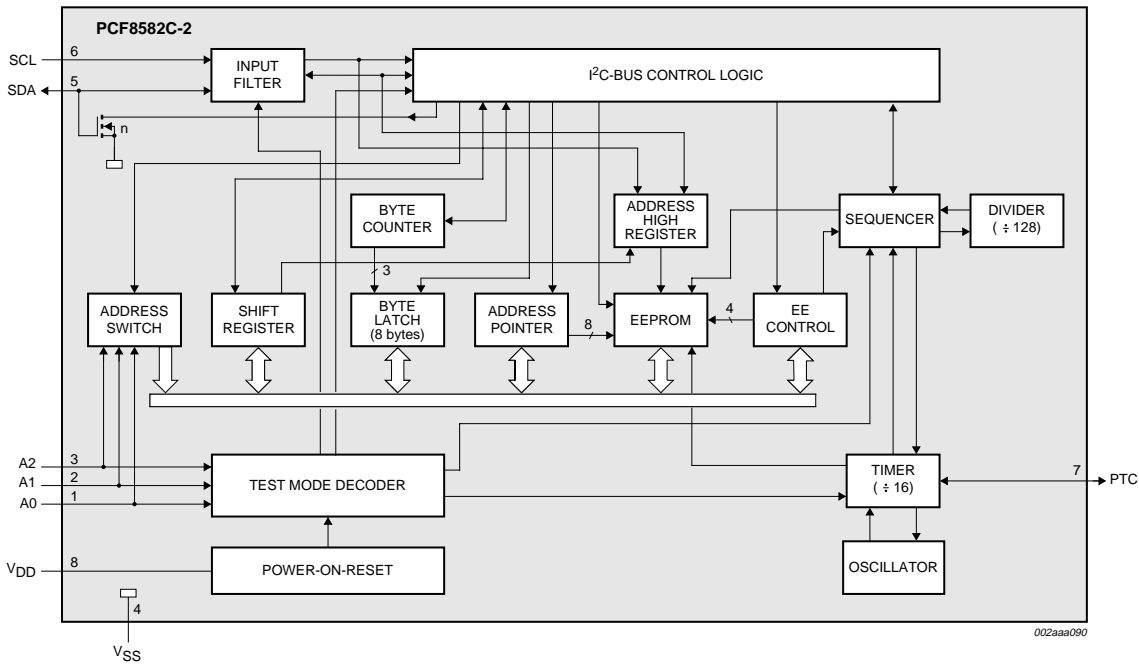 PCF8582C-2
SCL 6
SDA 5
INPUT
FILTER
I²C-BUS CONTROL LOGIC
n
BYTE
COUNTER
3
ADDRESS
HIGH
REGISTER
SEQUENCER
DIVIDER
( ÷ 128)
ADDRESS
SWITCH
SHIFT
REGISTER
BYTE
LATCH
(8 bytes)
ADDRESS
POINTER
8
EEPROM
4
EE
CONTROL
A2 3
A1 2
A0 1
TEST MODE DECODER
TIMER
( ÷ 16)
7 PTC
VDD 8
POWER-ON-RESET
OSCILLATOR
4
VSS
002aaa090